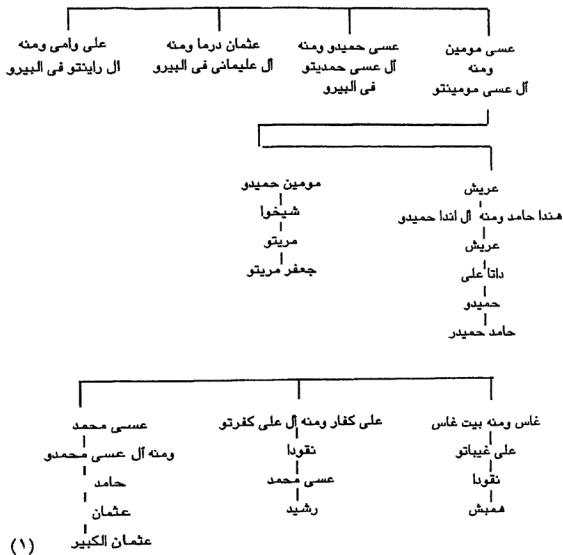 عسى مومين
ومنه
آل عسى مومينتو
عسى حميدو ومنه
آل عسى حمديتو
فى البيرو
عثمان درما ومنه
آل عليمانى فى البيرو
على وامى ومنه
ال راينتو فى البيرو
عريش
هندا حامد ومنه آل اندا حميدو
عريش
داتا على
حميدو
حامد حميدر
مومين حميدو
شيخوا
مريتو
جعفر مريتو
غاس ومنه بيت غاس
على غيباتو
نقودا
همبش
على كفار ومنه آل على كفرتو
نقودا
عسى محمد
رشيد
عسى محمد
ومنه آل عسى محمدو
حامد
عثمان
عثمان الكبير
(١)